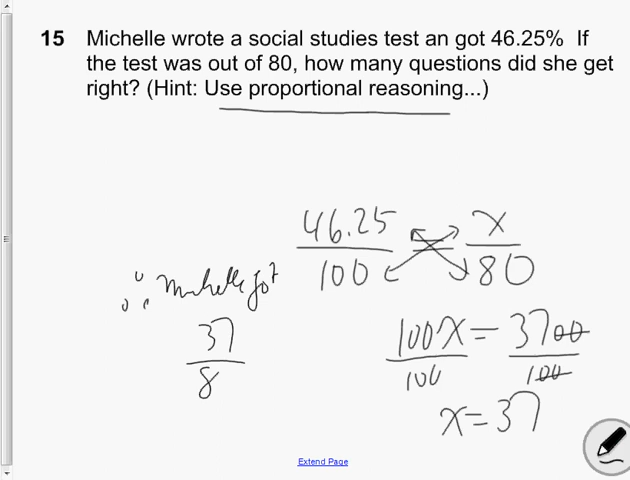 15 Michelle wrote a social studies test an got 46.25% If
the test was out of 80, how many questions did she get
right? (Hint: Use proportional reasoning...)
46.25/100 = x/80
∴ Michelle got
37/8
100x/100 = 3700/100
x=37
Extend Page